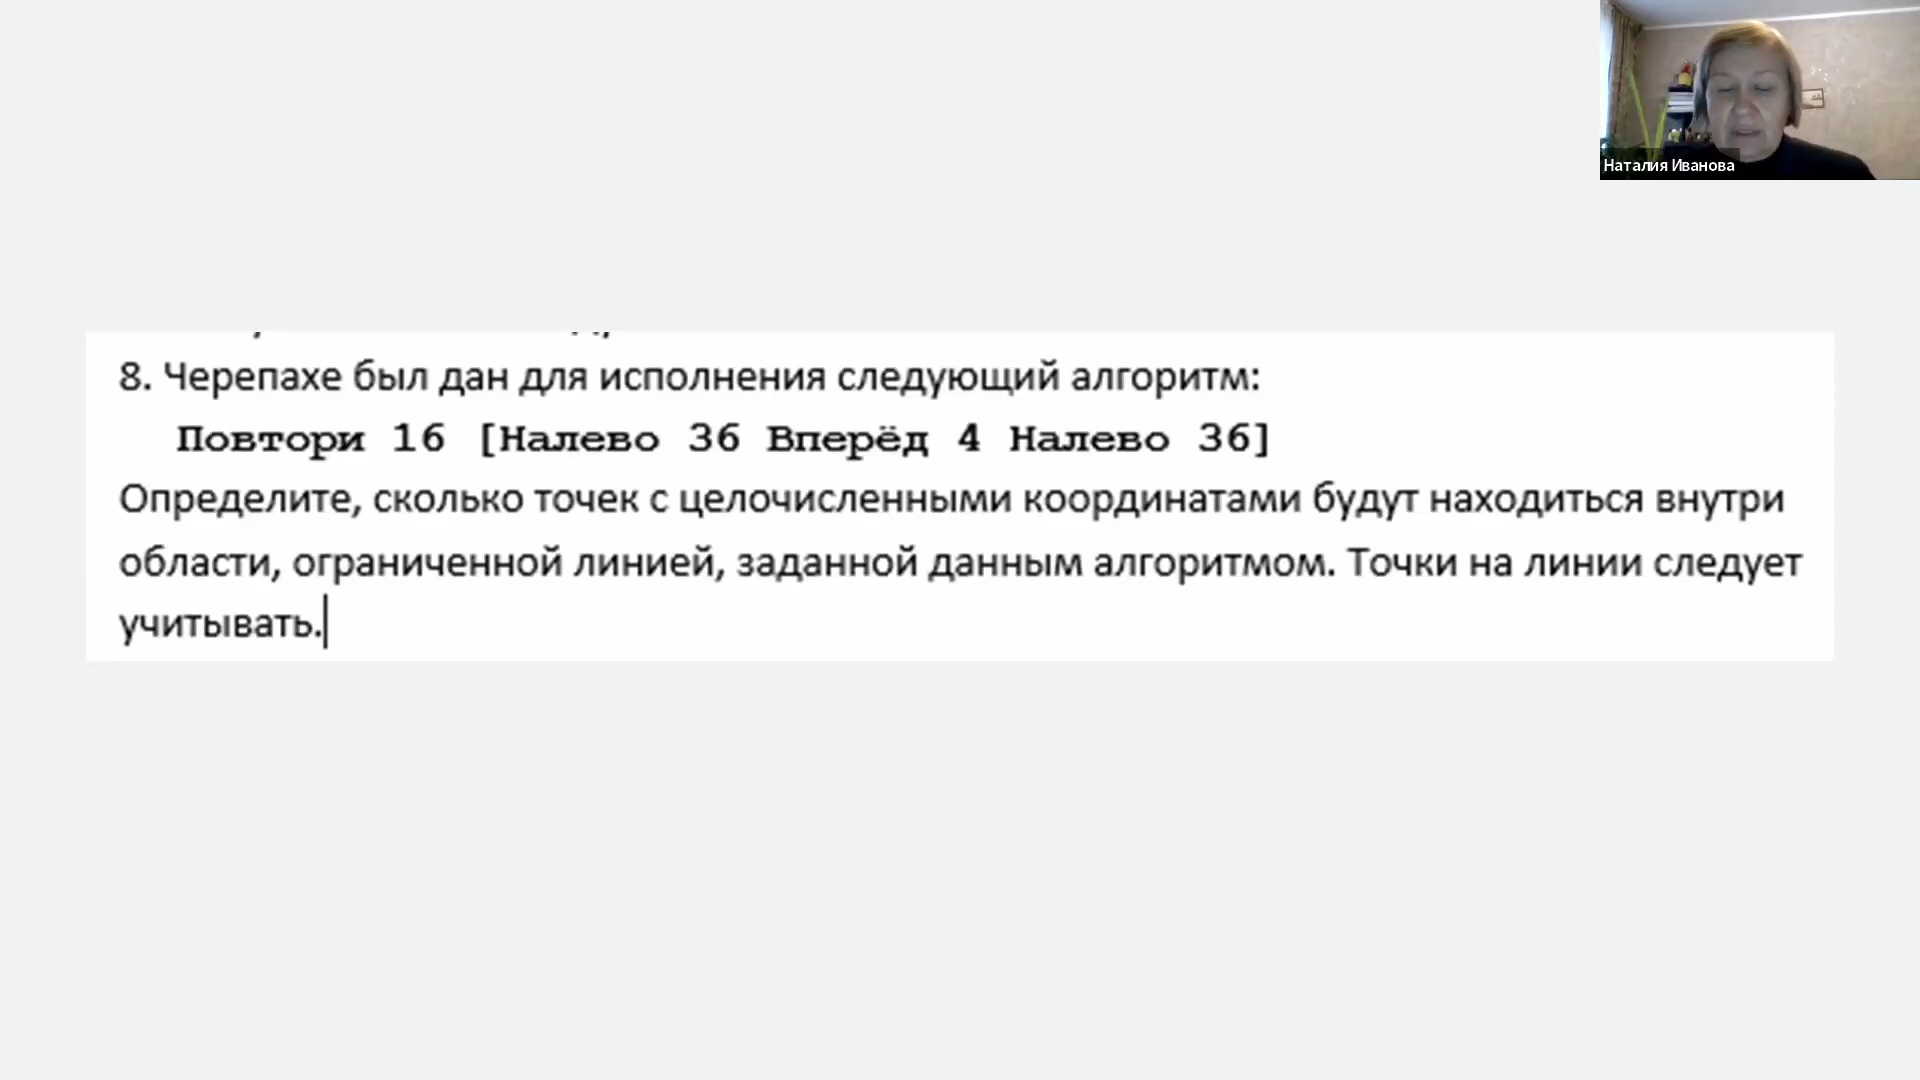 Наталия Иванова
8. Черепахе был дан для исполнения следующий алгоритм:
Повтори 16 [Налево 36 Вперёд 4 Налево 36]
Определите, сколько точек с целочисленными координатами будут находиться внутри
области, ограниченной линией, заданной данным алгоритмом. Точки на линии следует
учитывать.